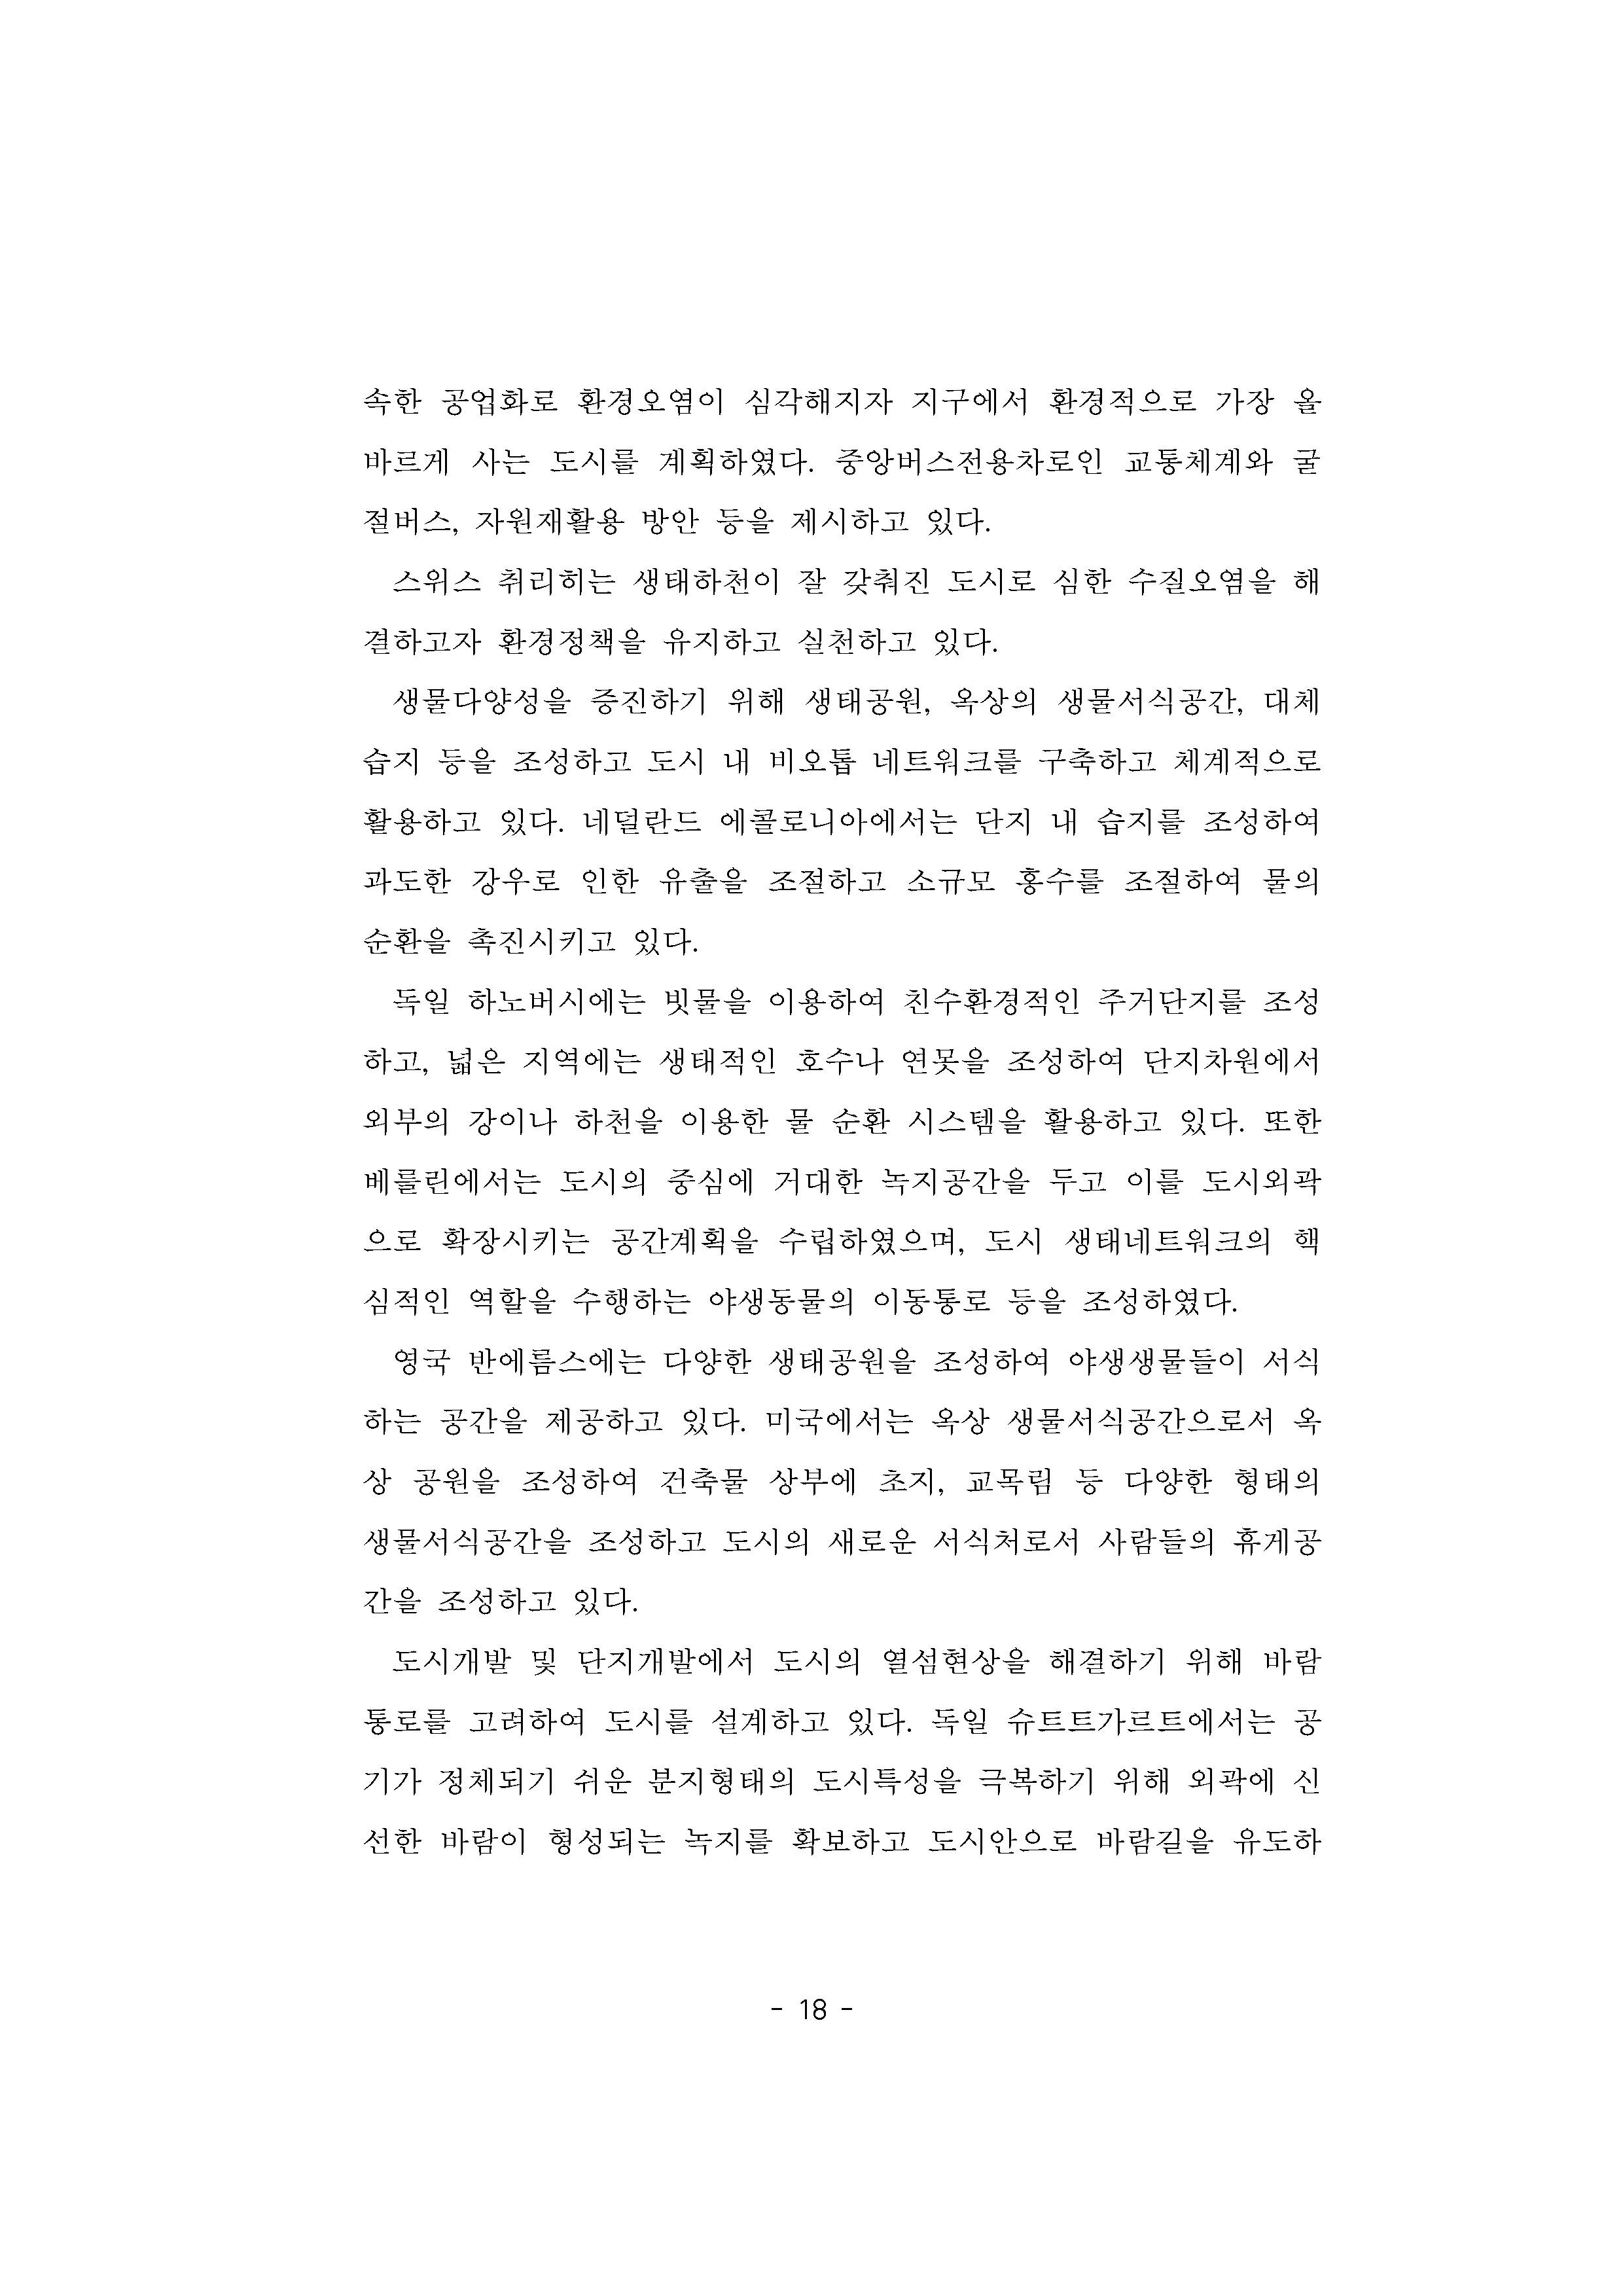 속한 공업화로 환경오염이 심각해지자 지구에서 환경적으로 가장 올
바르게 사는 도시를 계획하였다. 중앙버스전용차로인 교통체계와 굴
절버스, 자원재활용 방안 등을 제시하고 있다.
스위스 취리히는 생태하천이 잘 갖춰진 도시로 심한 수질오염을 해
결하고자 환경정책을 유지하고 실천하고 있다.
생물다양성을 증진하기 위해 생태공원, 옥상의 생물서식공간, 대체
습지 등을 조성하고 도시 내 비오톱 네트워크를 구축하고 체계적으로
활용하고 있다. 네덜란드 에콜로니아에서는 단지 내 습지를 조성하여
과도한 강우로 인한 유출을 조절하고 소규모 홍수를 조절하여 물의
순환을 촉진시키고 있다.
독일 하노버시에는 빗물을 이용하여 친수환경적인 주거단지를 조성
하고, 넓은 지역에는 생태적인 호수나 연못을 조성하여 단지차원에서
외부의 강이나 하천을 이용한 물 순환 시스템을 활용하고 있다. 또한
베를린에서는 도시의 중심에 거대한 녹지공간을 두고 이를 도시외곽
으로 확장시키는 공간계획을 수립하였으며, 도시 생태네트워크의 핵
심적인 역할을 수행하는 야생동물의 이동통로 등을 조성하였다.
영국 반에름스에는 다양한 생태공원을 조성하여 야생생물들이 서식
하는 공간을 제공하고 있다. 미국에서는 옥상 생물서식공간으로서 옥
상 공원을 조성하여 건축물 상부에 초지, 교목림 등 다양한 형태의
생물서식공간을 조성하고 도시의 새로운 서식처로서 사람들의 휴게공
간을 조성하고 있다.
도시개발 및 단지개발에서 도시의 열섬현상을 해결하기 위해 바람
통로를 고려하여 도시를 설계하고 있다. 독일 슈트트가르트에서는 공
기가 정체되기 쉬운 분지형태의 도시특성을 극복하기 위해 외곽에 신
선한 바람이 형성되는 녹지를 확보하고 도시안으로 바람길을 유도하
- 18 -